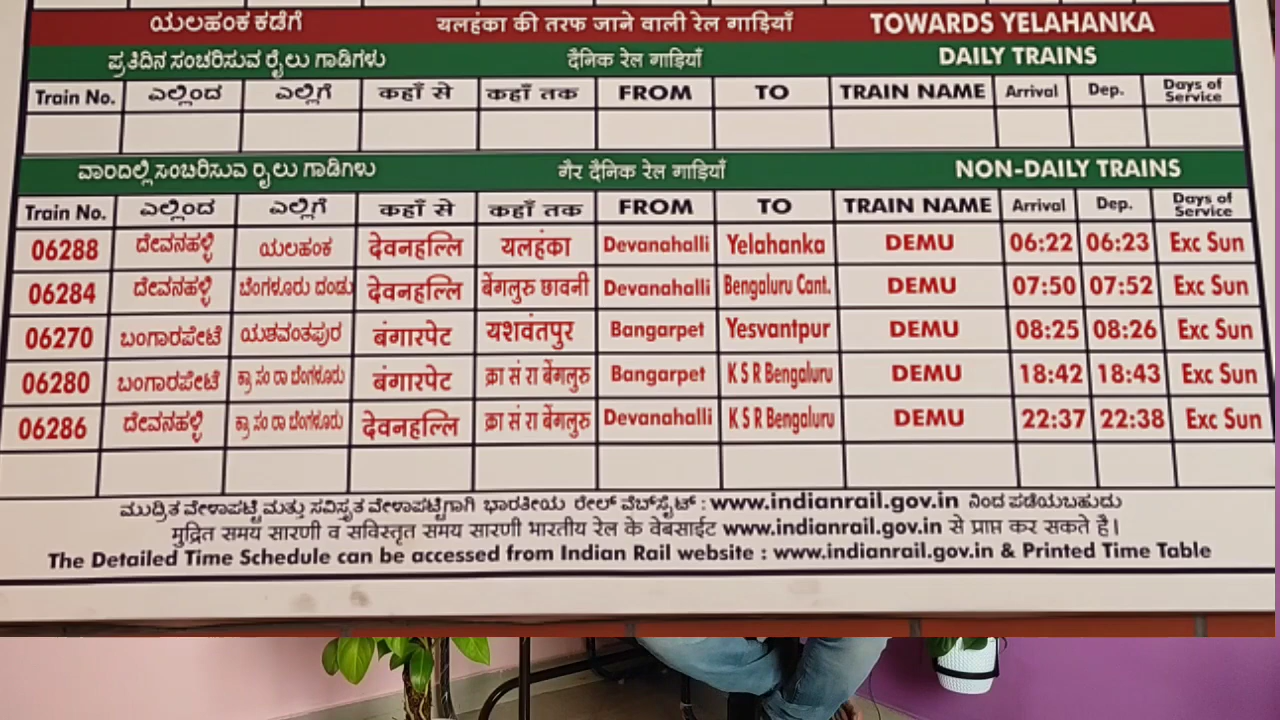 ಯಲಹಂಕ ಕಡೆಗೆ यलहंका की तरफ जाने वाली रेल गाड़ियाँ TOWARDS YELAHANKA
ಪ್ರತಿದಿನ ಸಂಚರಿಸುವ ರೈಲು ಗಾಡಿಗಳು दैनिक रेल गाड़ियाँ DAILY TRAINS
Train No. ಎಲ್ಲಿಂದ ಎಲ್ಲಿಗೆ कहाँ से कहाँ तक FROM TO TRAIN NAME Arrival Dep. Days of Service
ವಾರದಲ್ಲಿ ಸಂಚರಿಸುವ ರೈಲು ಗಾಡಿಗಳು गैर दैनिक रेल गाड़ियाँ NON-DAILY TRAINS
Train No. ಎಲ್ಲಿಂದ ಎಲ್ಲಿಗೆ कहाँ से कहाँ तक FROM TO TRAIN NAME Arrival Dep. Days of Service
06288 ದೇವನಹಳ್ಳಿ ಯಲಹಂಕ देवनहल्लि यलहंका Devanahalli Yelahanka DEMU 06:22 06:23 Exc Sun
06284 ದೇವನಹಳ್ಳಿ ಬೆಂಗಳೂರು ದಂಡು देवनहल्लि बेंगलुरु छावनी Devanahalli Bengaluru Cant. DEMU 07:50 07:52 Exc Sun
06270 ಬಂಗಾರಪೇಟೆ ಯಶವಂತಪುರ बंगारपेट यशवंतपुर Bangarpet Yesvantpur DEMU 08:25 08:26 Exc Sun
06280 ಬಂಗಾರಪೇಟೆ ಕ್ರಾ ಸಂ ರಾ ಬೆಂಗಳೂರು बंगारपेट क्रा सं रा बेंगलुरु Bangarpet K S R Bengaluru DEMU 18:42 18:43 Exc Sun
06286 ದೇವನಹಳ್ಳಿ ಕ್ರಾ ಸಂ ರಾ ಬೆಂಗಳೂರು देवनहल्लि क्रा सं रा बेंगलुरु Devanahalli K S R Bengaluru DEMU 22:37 22:38 Exc Sun
ಮುದ್ರಿತ ವೇಳಾಪಟ್ಟಿ ಮತ್ತು ಸವಿಸ್ತೃತ ವೇಳಾಪಟ್ಟಿಗಾಗಿ ಭಾರತೀಯ ರೇಲ್ ವೆಬ್‌ಸೈಟ್ : www.indianrail.gov.in ನಿಂದ ಪಡೆಯಬಹುದು
मुद्रित समय सारणी व सविस्तृत समय सारणी भारतीय रेल के वेबसाईट www.indianrail.gov.in से प्राप्त कर सकते है।
The Detailed Time Schedule can be accessed from Indian Rail website : www.indianrail.gov.in & Printed Time Table